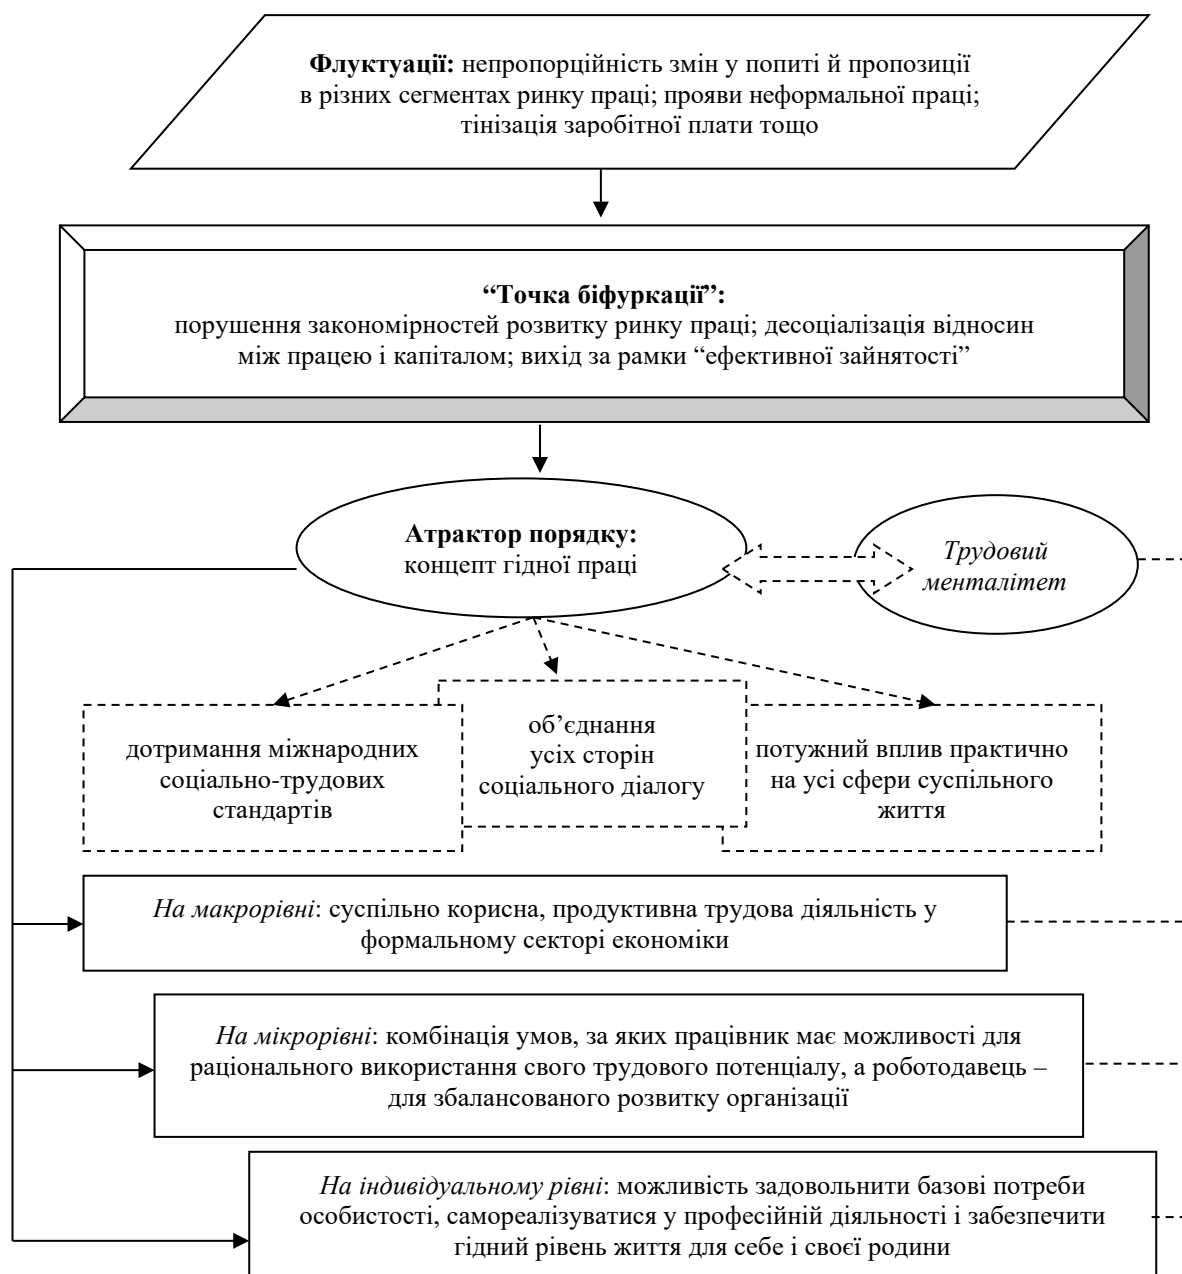 Флуктуації: непропорційність змін у попиті й пропозиції
в різних сегментах ринку праці; прояви неформальної праці;
тінізація заробітної плати тощо
“Точка біфуркації”:
порушення закономірностей розвитку ринку праці; десоціалізація відносин
між працею і капіталом; вихід за рамки “ефективної зайнятості”
Атрактор порядку:
концепт гідної праці
Трудовий
менталітет
дотримання міжнародних
соціально-трудових
стандартів
об’єднання
усіх сторін
соціального діалогу
потужний вплив практично
на усі сфери суспільного
життя
На макрорівні: суспільно корисна, продуктивна трудова діяльність у
формальному секторі економіки
На мікрорівні: комбінація умов, за яких працівник має можливості для
раціонального використання свого трудового потенціалу, а роботодавець –
для збалансованого розвитку організації
На індивідуальному рівні: можливість задовольнити базові потреби
особистості, самореалізуватися у професійній діяльності і забезпечити
гідний рівень життя для себе і своєї родини